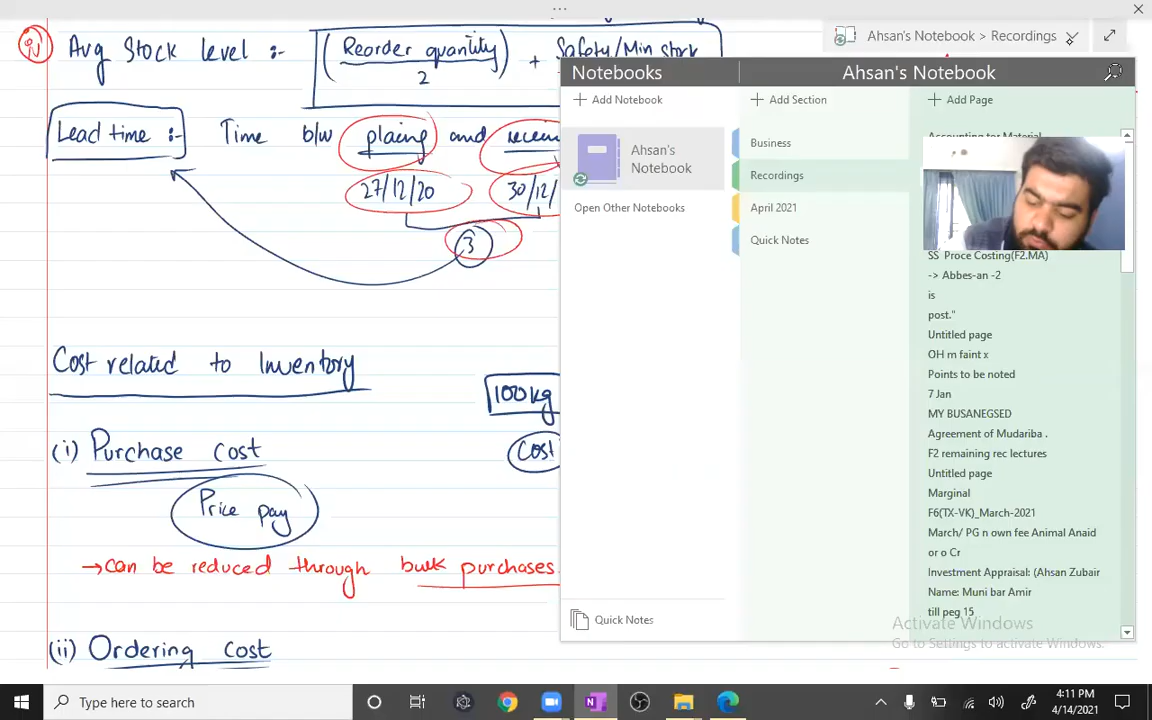 iv Avg Stock level :- (Reorder quantity) / 2 + Safety/Min stock
Ahsan's Notebook > Recordings
Notebooks
Ahsan's Notebook
Add Notebook
Add Section
Add Page
Lead time :- Time b/w placing and
27/12/20 30/12/
3
Accounting for Material
Ahsan's
Notebook
Business
Recordings
Open Other Notebooks
April 2021
Quick Notes
SS Proce Costing(F2.MA)
-> Abbes-an -2
is
post."
Untitled page
OH m faint x
Points to be noted
7 Jan
MY BUSANEGSED
Agreement of Mudariba .
F2 remaining rec lectures
Untitled page
Marginal
F6(TX-VK)_March-2021
March/ PG n own fee Animal Anaid
or o Cr
Investment Appraisal: (Ahsan Zubair
Name: Muni bar Amir
till peg 15
Cost related to Inventory
100kg
(i) Purchase cost
Cost
Price pay
→ can be reduced through bulk purchases
Quick Notes
(ii) Ordering cost
Activate Windows
Go to Settings to activate Windows.
Type here to search
4:11 PM
4/14/2021